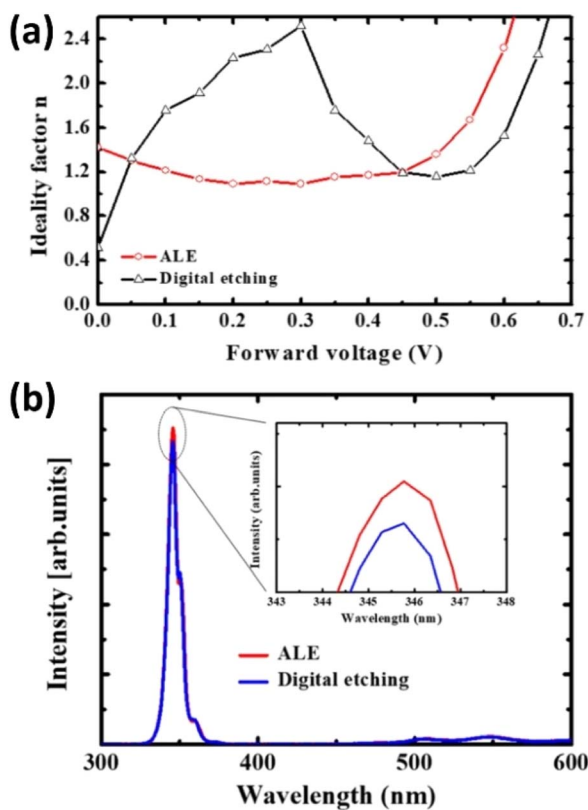 (a)
2.4
2.0
1.6
1.2
0.8
0.4
0.0
Ideality factor n
ALE
Digital etching
0.0 0.1 0.2 0.3 0.4 0.5 0.6 0.7
Forward voltage (V)
(b)
Intensity [arb.units]
Intensity (arb.units)
343 344 345 346 347 348
Wavelength (nm)
ALE
Digital etching
300 400 500 600
Wavelength (nm)